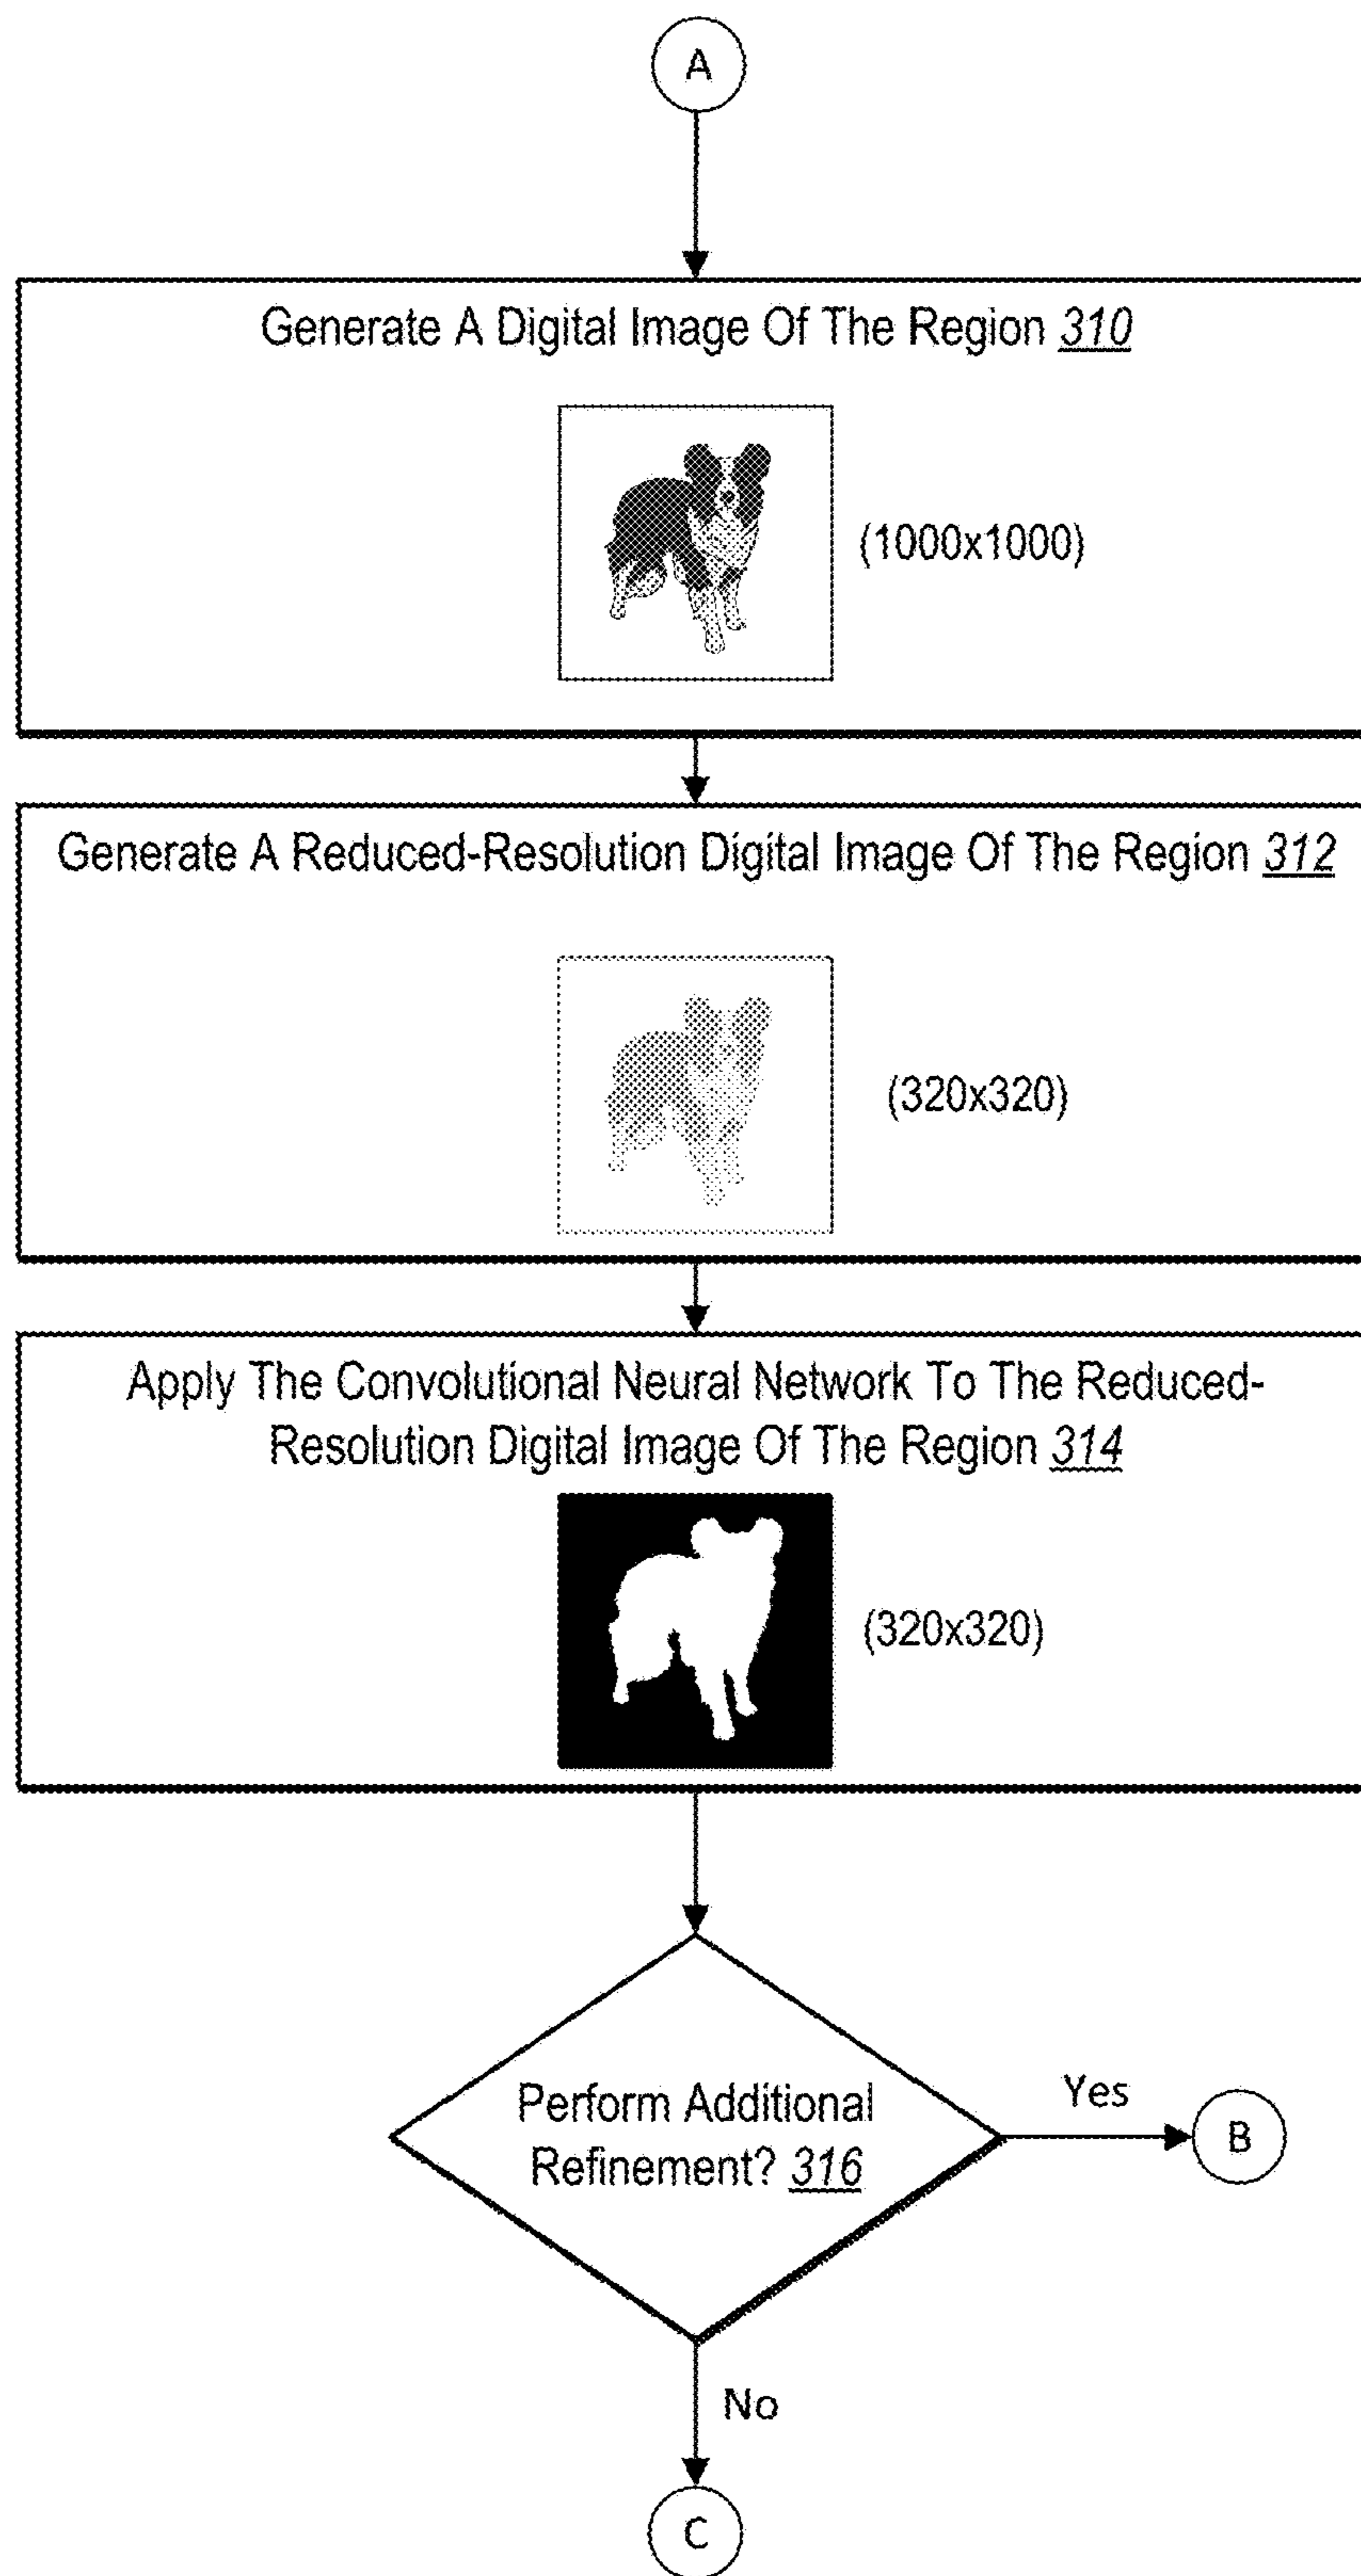 A
Generate A Digital Image Of The Region 310
(1000x1000)
Generate A Reduced-Resolution Digital Image Of The Region 312
(320x320)
Apply The Convolutional Neural Network To The Reduced-
Resolution Digital Image Of The Region 314
(320x320)
Perform Additional
Refinement? 316
Yes
B
No
C